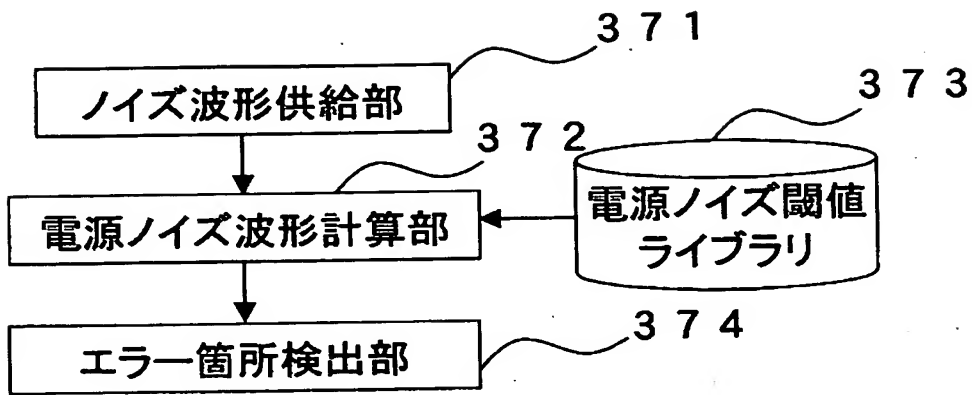 ３７１
ノイズ波形供給部
３７３
３７２
電源ノイズ波形計算部
電源ノイズ閾値
ライブラリ
３７４
エラー箇所検出部